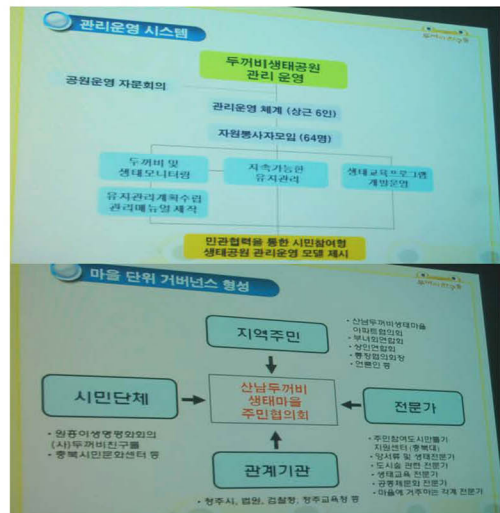 관리운영 시스템
두꺼비생태공원
관리 운영
공원운영 자문회의
관리운영 체계 (상근 6인)
자원봉사자모임 (64명)
두꺼비 및
생태모니터링
지속가능한
유지관리
생태교육프로그램
개발운영
유지관리계획수립
관리매뉴얼 제작
민관협력을 통한 시민참여형
생태공원 관리운영 모델 제시
마을 단위 거버넌스 형성
지역주민
• 산남두꺼비생태마을
아파트협의회
• 부녀회연합회
• 상인연합회
• 통장협의회장
• 언론인 등
시민단체
산남두꺼비
생태마을
주민협의회
전문가
• 원흥이생명평화회의
(사)두꺼비친구들
• 충북시민문화센터 등
관계기관
• 청주시, 법원, 검찰청, 청주교육청 등
• 주민참여도시만들기
지원센터 (충북대)
• 양서류 및 생태전문가
• 도시숲 관련 전문가
• 생태교육 전문가
• 공동체문화 전문가
• 마을에 거주하는 각계 전문가